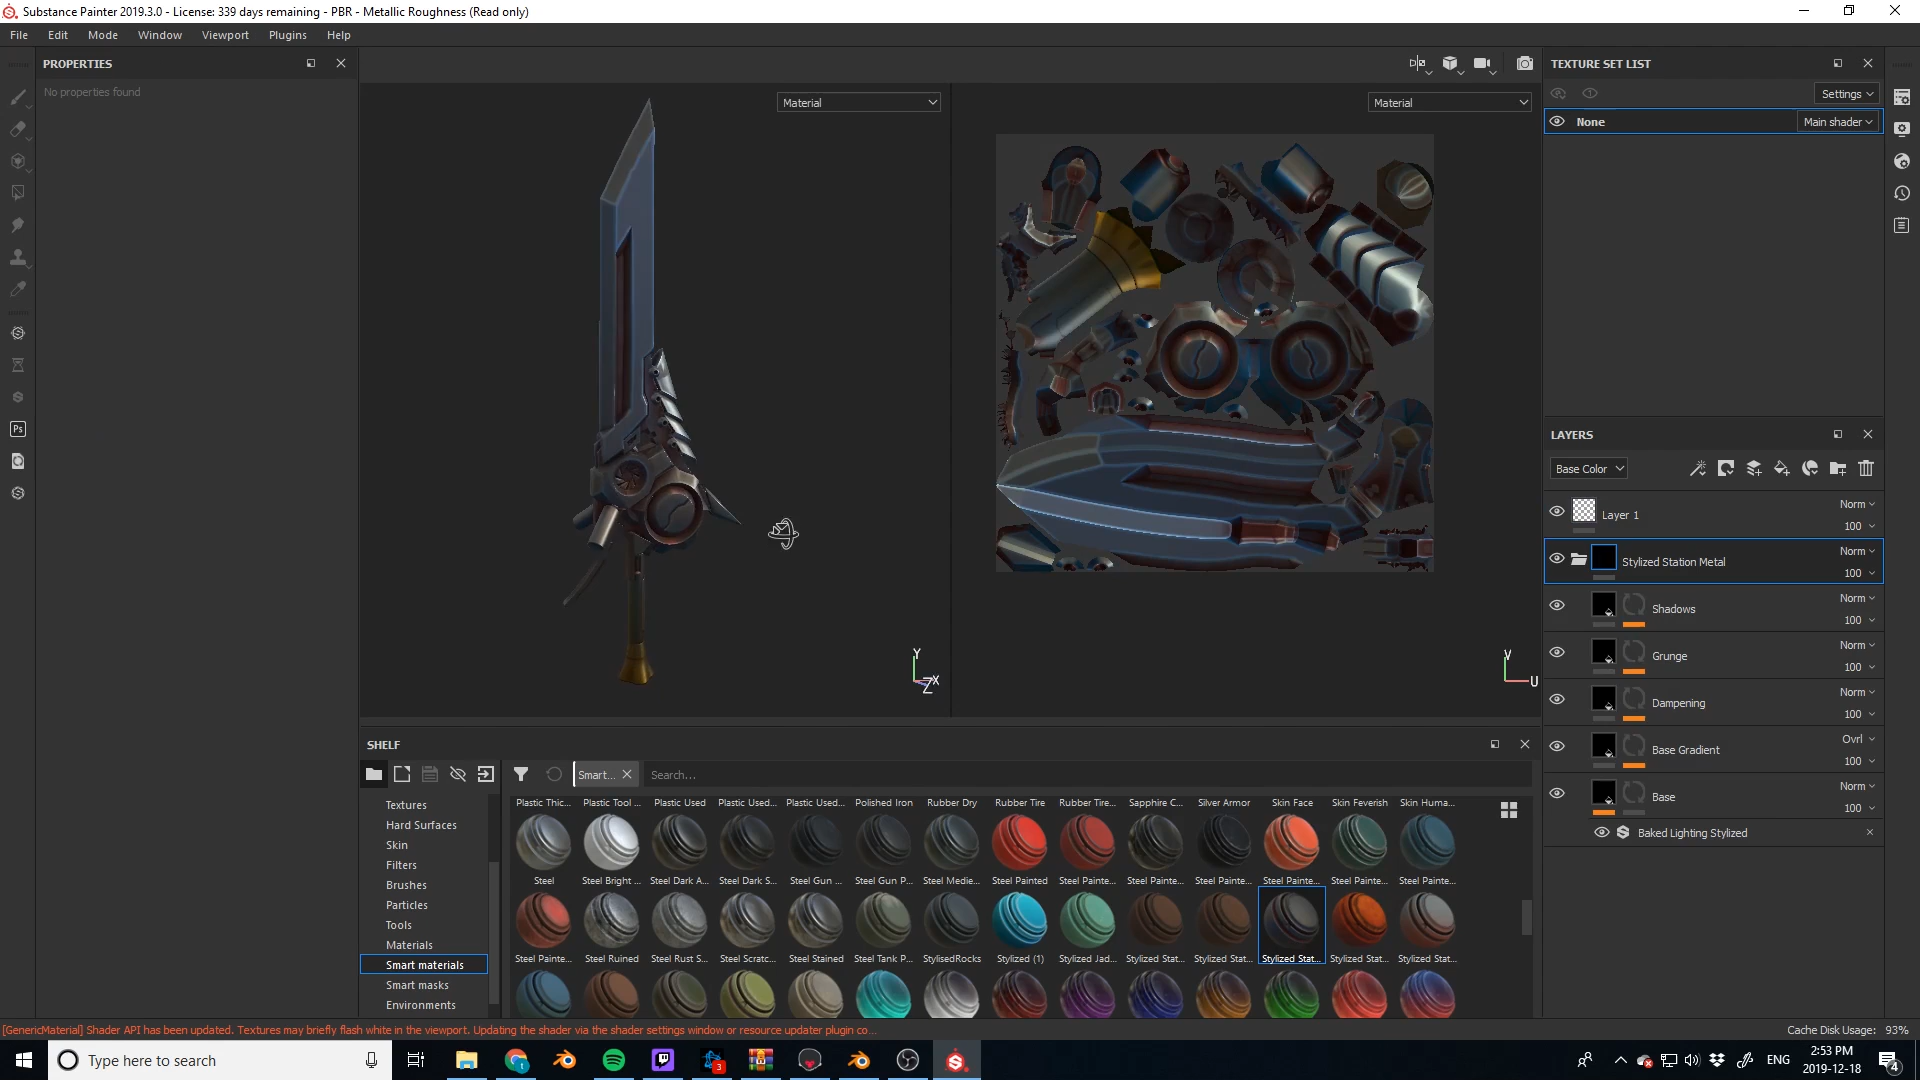 Substance Painter 2019.3.0 - License: 339 days remaining - PBR - Metallic Roughness (Read only)
File Edit Mode Window Viewport Plugins Help
PROPERTIES
No properties found
Material
Material
TEXTURE SET LIST
Settings
None
Main shader
LAYERS
Base Color
Layer 1
Norm
100
Stylized Station Metal
Norm
100
Shadows
Norm
100
Grunge
Norm
100
Dampening
Norm
100
Base Gradient
Ovrl
100
Base
Norm
100
Baked Lighting Stylized
Y
X
Z
V
U
Ps
SHELF
Smart...
Search...
Textures
Hard Surfaces
Skin
Filters
Brushes
Particles
Tools
Materials
Smart materials
Smart masks
Environments
Plastic Thic... Plastic Tool ... Plastic Used Plastic Used... Plastic Used... Polished Iron Rubber Dry Rubber Tire Rubber Tire... Sapphire C... Silver Armor Skin Face Skin Feverish Skin Huma...
Steel Steel Bright ... Steel Dark A... Steel Dark S... Steel Gun ... Steel Gun P... Steel Medie... Steel Painted Steel Painte... Steel Painte... Steel Painte... Steel Painte... Steel Painte... Steel Painte...
Steel Painte... Steel Ruined Steel Rust S... Steel Scratc... Steel Stained Steel Tank P... StylisedRocks Stylized (1) Stylized Jad... Stylized Stat... Stylized Stat... Stylized Stat... Stylized Stat... Stylized Stat...
[GenericMaterial] Shader API has been updated. Textures may briefly flash white in the viewport. Updating the shader via the shader settings window or resource updater plugin co...
Cache Disk Usage: 93%
Type here to search
3
ENG
2:53 PM
2019-12-18
4